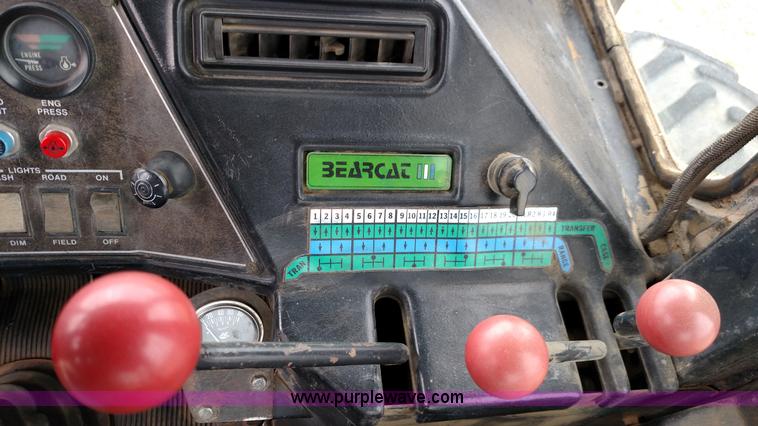 ENGINE
PRESS
ENG
PRESS
LIGHTS
ROAD
ON
DIM
FIELD
OFF
BEARCAT
1 2 3 4 5 6 7 8 9 10 11 12 13 14 15 16 17 18 19
TRANSFER
CASE
RANGE
TRAN
www.purplewave.com